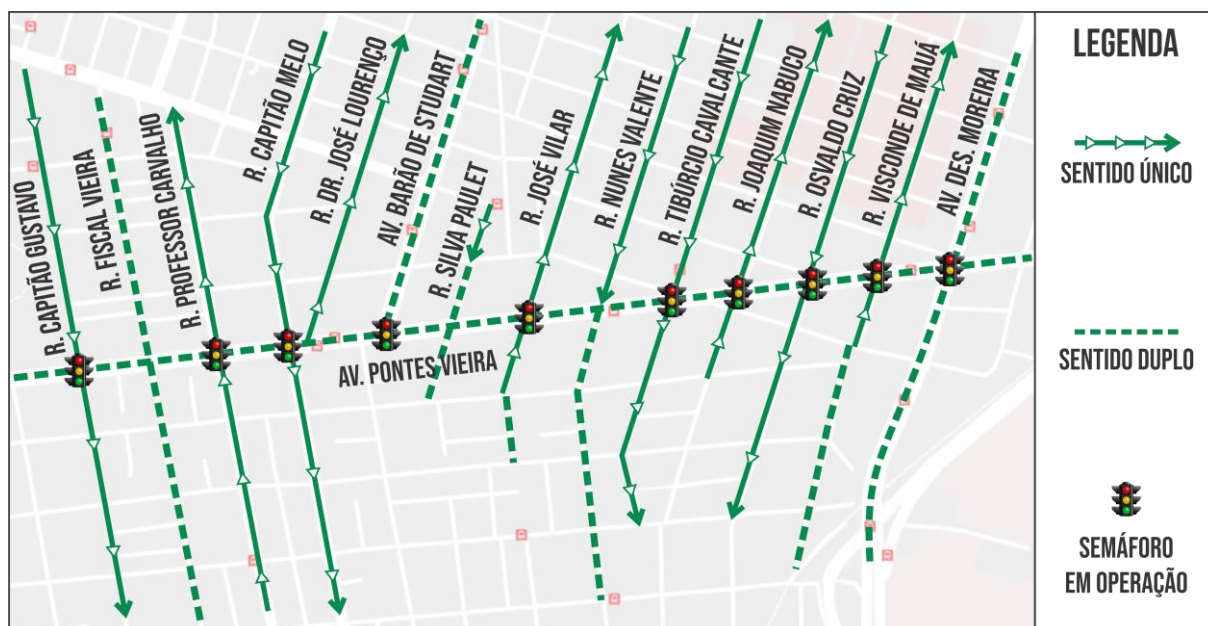 R. CAPITÃO GUSTAVO
R. FISCAL VIEIRA
R. PROFESSOR CARVALHO
R. CAPITÃO MELO
R. DR. JOSÉ LOURENÇO
AV. BARÃO DE STUDART
R. SILVA PAULET
R. JOSÉ VILAR
R. NUNES VALENTE
R. TIBÚRCIO CAVALCANTE
R. JOAQUIM NABUCO
R. OSVALDO CRUZ
R. VISCONDE DE MAUÁ
AV. DES. MOREIRA
AV. PONTES VIEIRA
LEGENDA
SENTIDO ÚNICO
SENTIDO DUPLO
SEMÁFORO
EM OPERAÇÃO